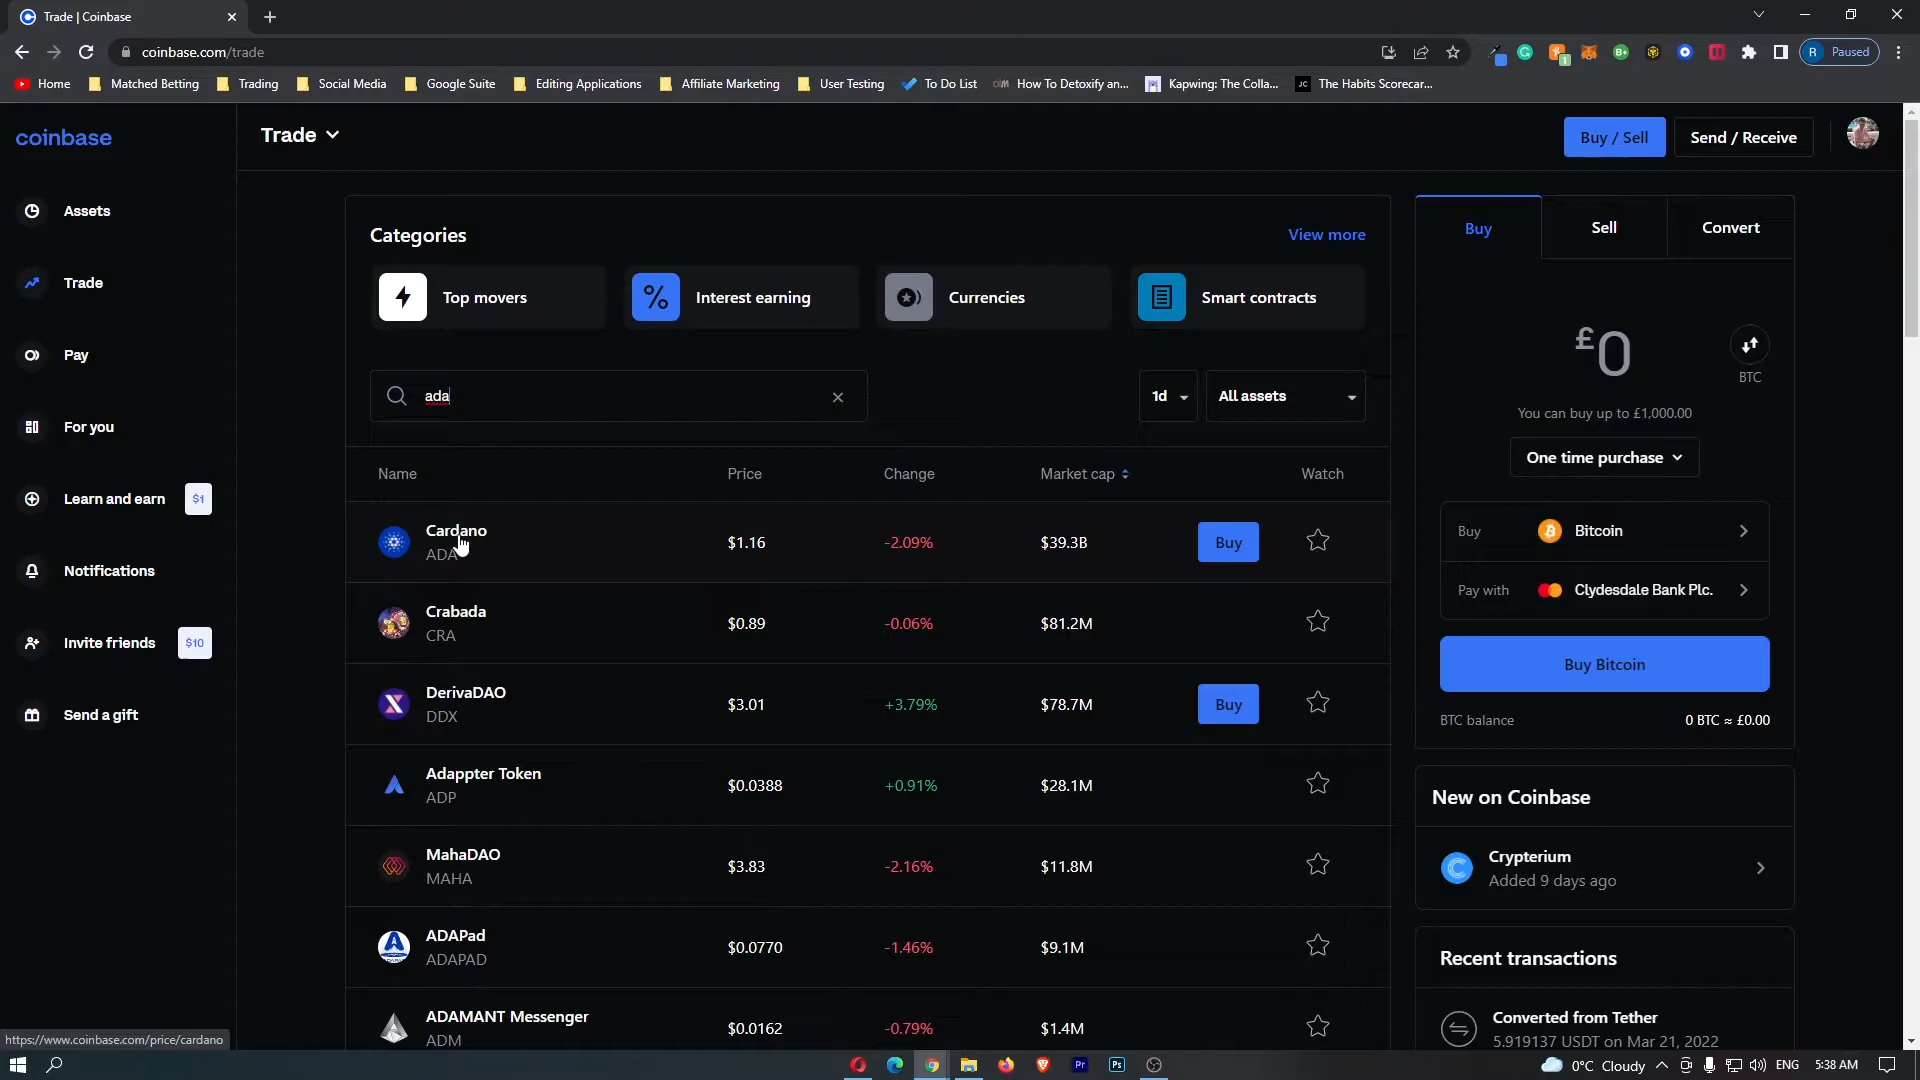 Trade | Coinbase
coinbase.com/trade
R Paused
Home Matched Betting Trading Social Media Google Suite Editing Applications Affiliate Marketing User Testing To Do List How To Detoxify an... Kapwing: The Colla... The Habits Scorecar...
coinbase
Trade
Buy / Sell
Send / Receive
Assets
Trade
Pay
For you
Learn and earn $1
Notifications
Invite friends $10
Send a gift
Categories
View more
Top movers
Interest earning
Currencies
Smart contracts
ada
1d
All assets
Name Price Change Market cap Watch
Cardano
ADA
$1.16 -2.09% $39.3B Buy
Crabada
CRA
$0.89 -0.06% $81.2M
DerivaDAO
DDX
$3.01 +3.79% $78.7M Buy
Adappter Token
ADP
$0.0388 +0.91% $28.1M
MahaDAO
MAHA
$3.83 -2.16% $11.8M
ADAPad
ADAPAD
$0.0770 -1.46% $9.1M
ADAMANT Messenger
ADM
$0.0162 -0.79% $1.4M
Buy Sell Convert
£0
BTC
You can buy up to £1,000.00
One time purchase
Buy Bitcoin
Pay with Clydesdale Bank Plc.
Buy Bitcoin
BTC balance 0 BTC ≈ £0.00
New on Coinbase
Crypterium
Added 9 days ago
Recent transactions
Converted from Tether
5.919137 USDT on Mar 21, 2022
https://www.coinbase.com/price/cardano
0°C Cloudy ENG 5:38 AM